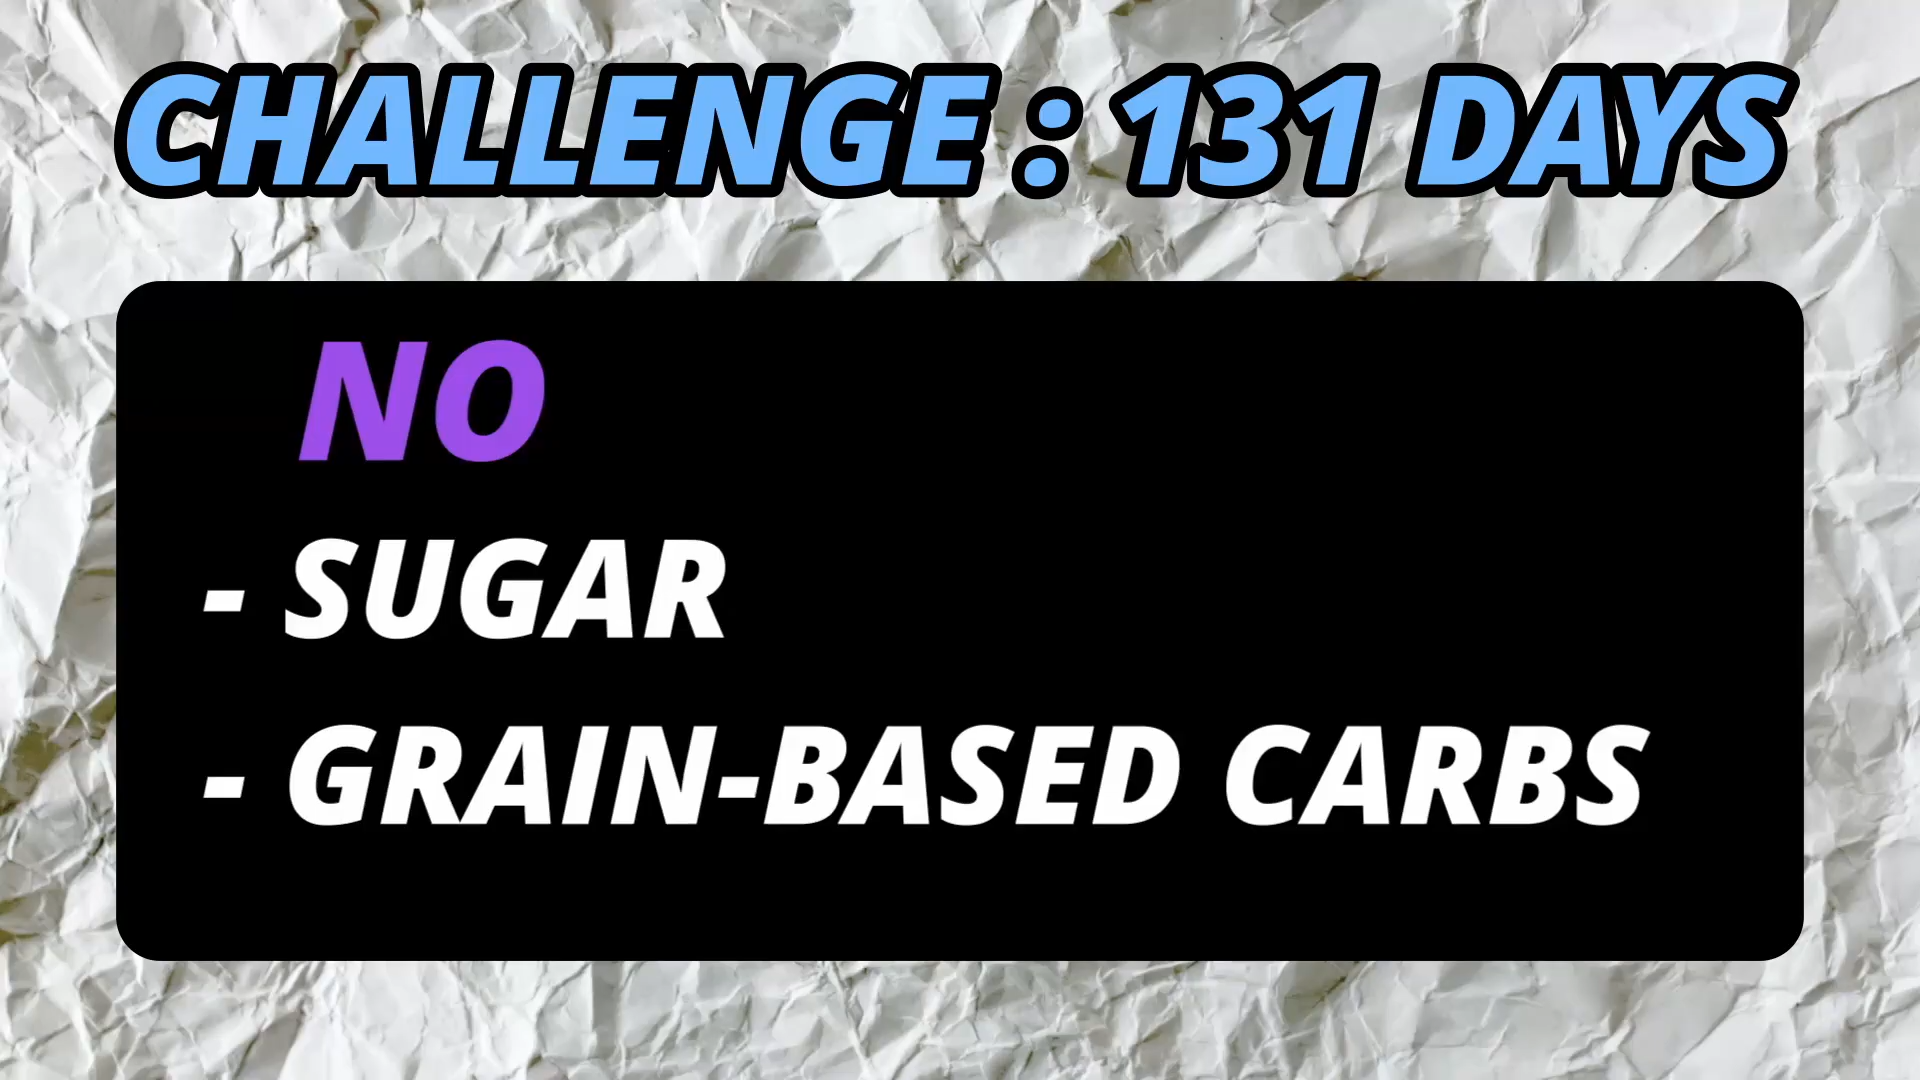 CHALLENGE : 131 DAYS
NO
- SUGAR
- GRAIN-BASED CARBS